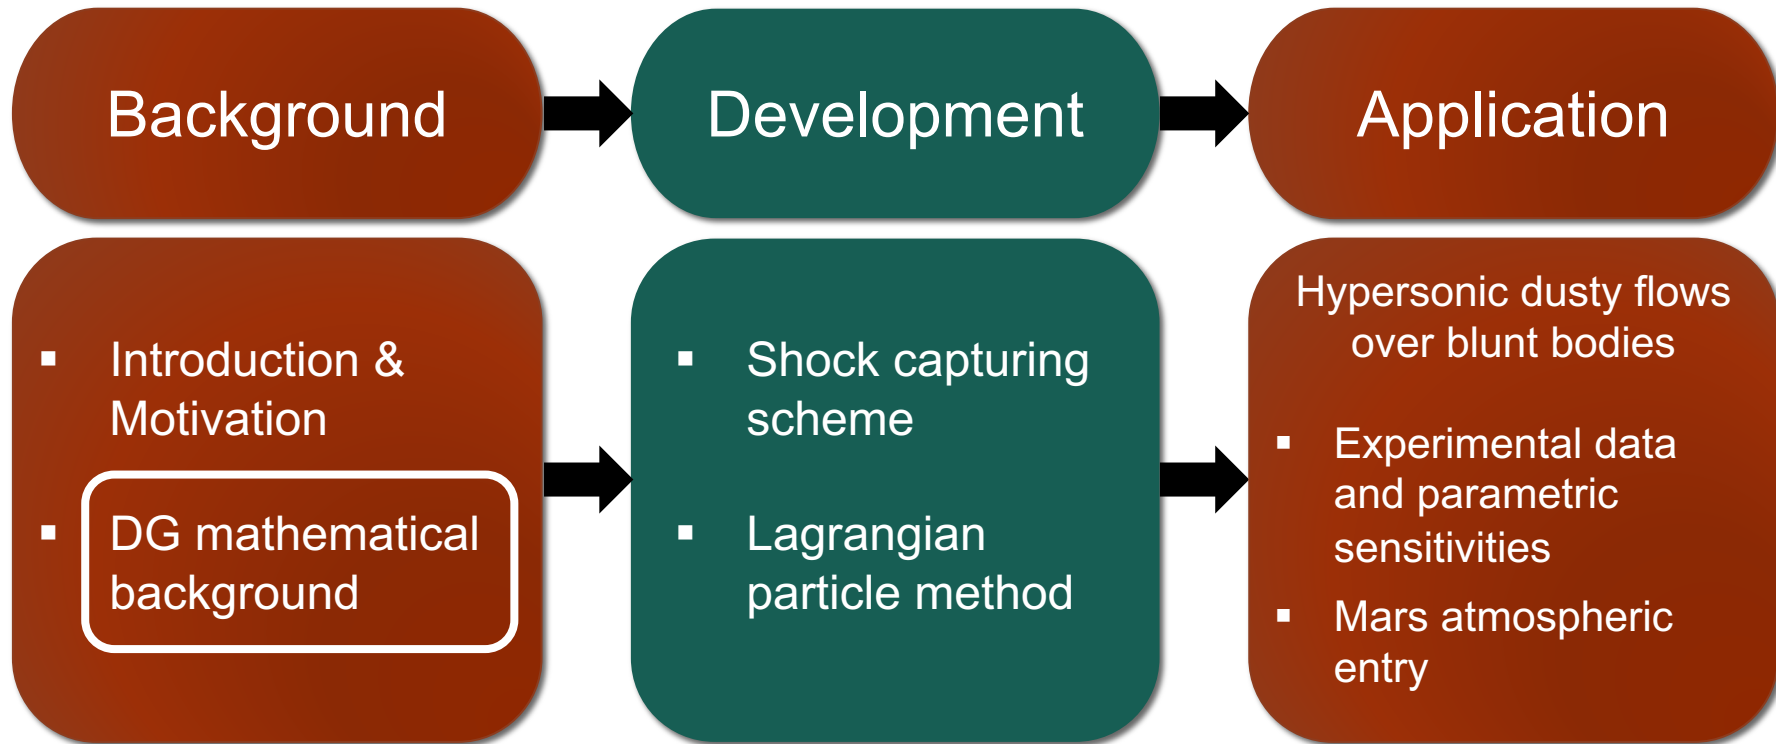 Background
Development
Application
▪ Introduction &
Motivation
▪ DG mathematical
background
▪ Shock capturing
scheme
▪ Lagrangian
particle method
Hypersonic dusty flows
over blunt bodies
▪ Experimental data
and parametric
sensitivities
▪ Mars atmospheric
entry